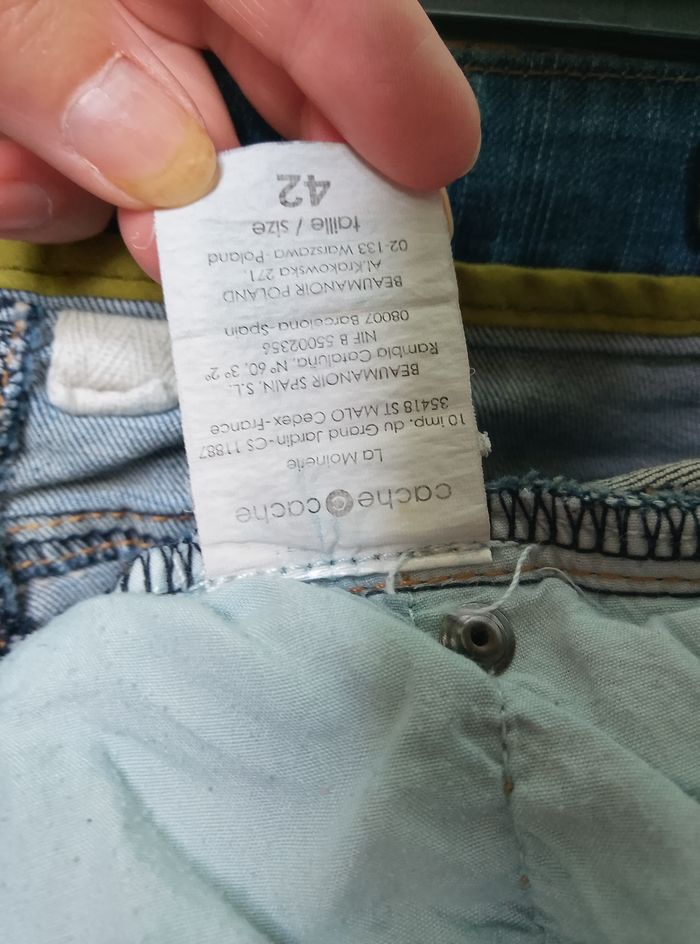 cache cache
La Moinerie
10 imp. du Grand Jardin-CS 11887
35418 ST MALO Cedex-France
BEAUMANOIR SPAIN, S.L.
Rambla Cataluña, Nº 60, 3º 2ª
NIF B 55002356
08007 Barcelona-Spain
BEAUMANOIR POLAND
Al.Krakowska 271,
02-133 Warszawa-Poland
taille / size
42